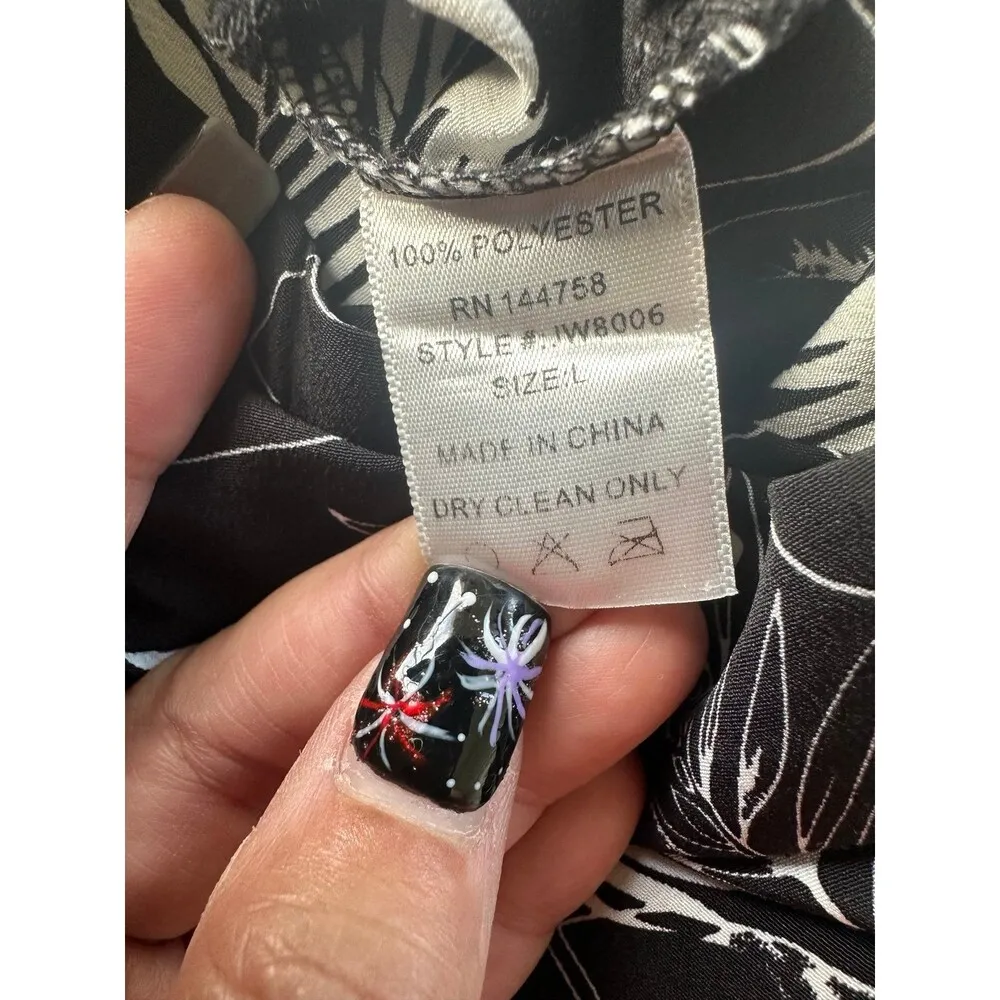 100% POLYESTER
RN 144758
STYLE #:JW8006
SIZE:L
MADE IN CHINA
DRY CLEAN ONLY